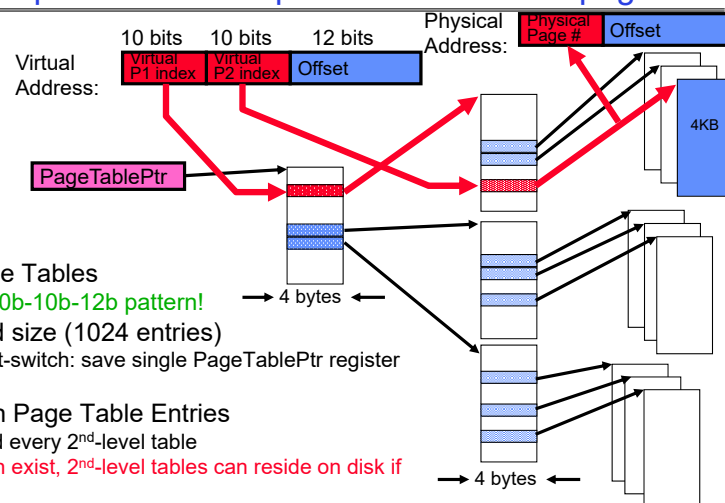 10 bits 10 bits 12 bits
Virtual
Address:
Virtual
P1 index
Virtual
P2 index
Offset
Physical
Address:
Physical
Page #
Offset
4KB
PageTablePtr
4 bytes
e Tables
0b-10b-12b pattern!
d size (1024 entries)
t-switch: save single PageTablePtr register
n Page Table Entries
d every 2nd-level table
n exist, 2nd-level tables can reside on disk if
4 bytes